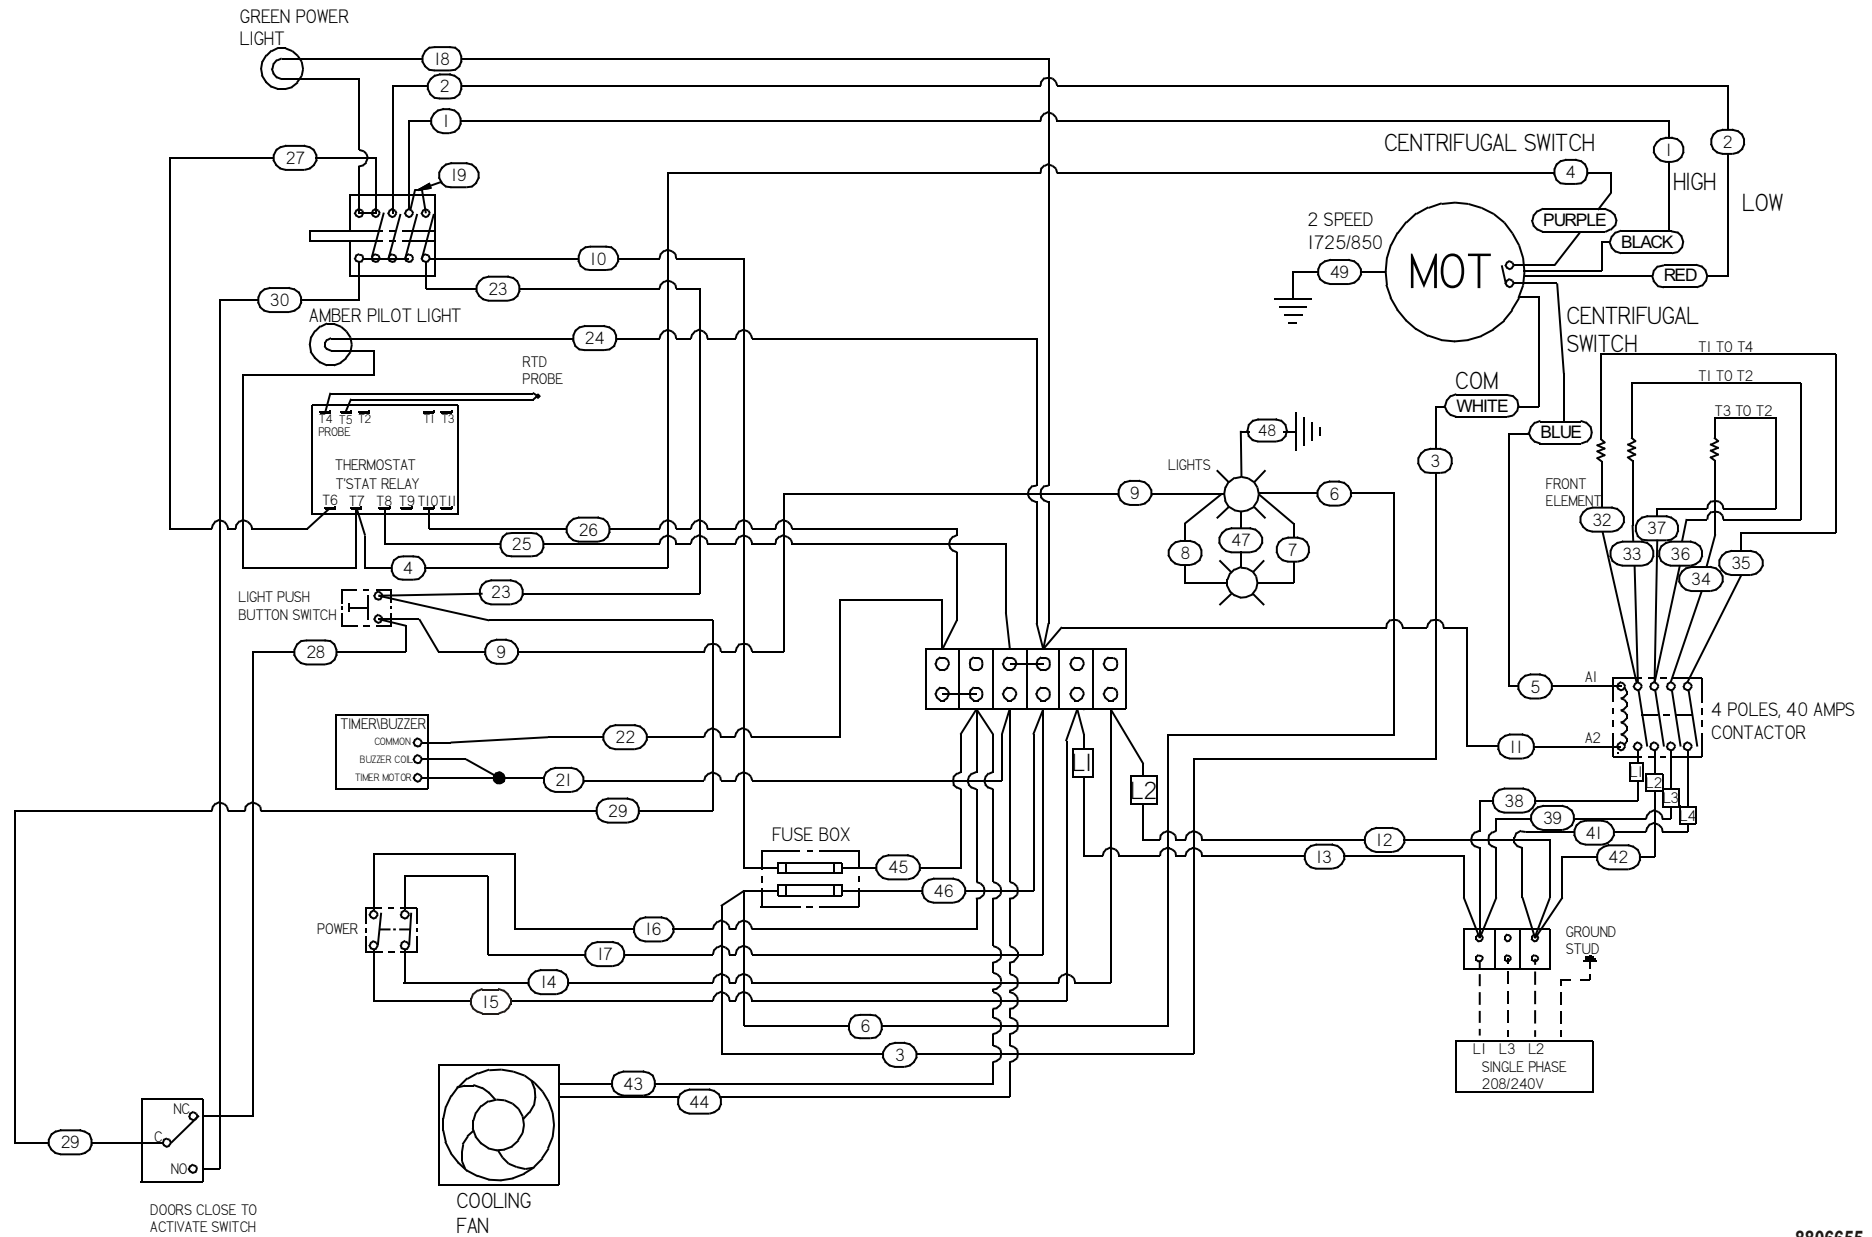 GREEN POWER
LIGHT
18
2
1
27
19
CENTRIFUGAL SWITCH
4
1
2
HIGH
LOW
2 SPEED
1725/850
PURPLE
BLACK
RED
MOT
49
10
23
30
AMBER PILOT LIGHT
24
CENTRIFUGAL
SWITCH
RTD
PROBE
T1 TO T4
T1 TO T2
T3 TO T2
COM
WHITE
BLUE
T4 T5 T2 T1 T3
PROBE
THERMOSTAT
T'STAT RELAY
T6 T7 T8 T9 T10 T11
48
LIGHTS
3
9
6
FRONT
ELEMENT
32
37
33
36
34
35
26
25
4
8
47
7
LIGHT PUSH
BUTTON SWITCH
23
28
9
5
A1
11
A2
4 POLES, 40 AMPS
CONTACTOR
TIMER\BUZZER
COMMON
BUZZER COIL
TIMER MOTOR
22
21
29
L1
L2
L1
L2
L3
L4
38
39
41
42
12
13
FUSE BOX
45
46
POWER
16
17
14
15
6
3
GROUND
STUD
L1 L3 L2
SINGLE PHASE
208/240V
43
44
COOLING
FAN
29
NC
C
NO
DOORS CLOSE TO
ACTIVATE SWITCH
8806655